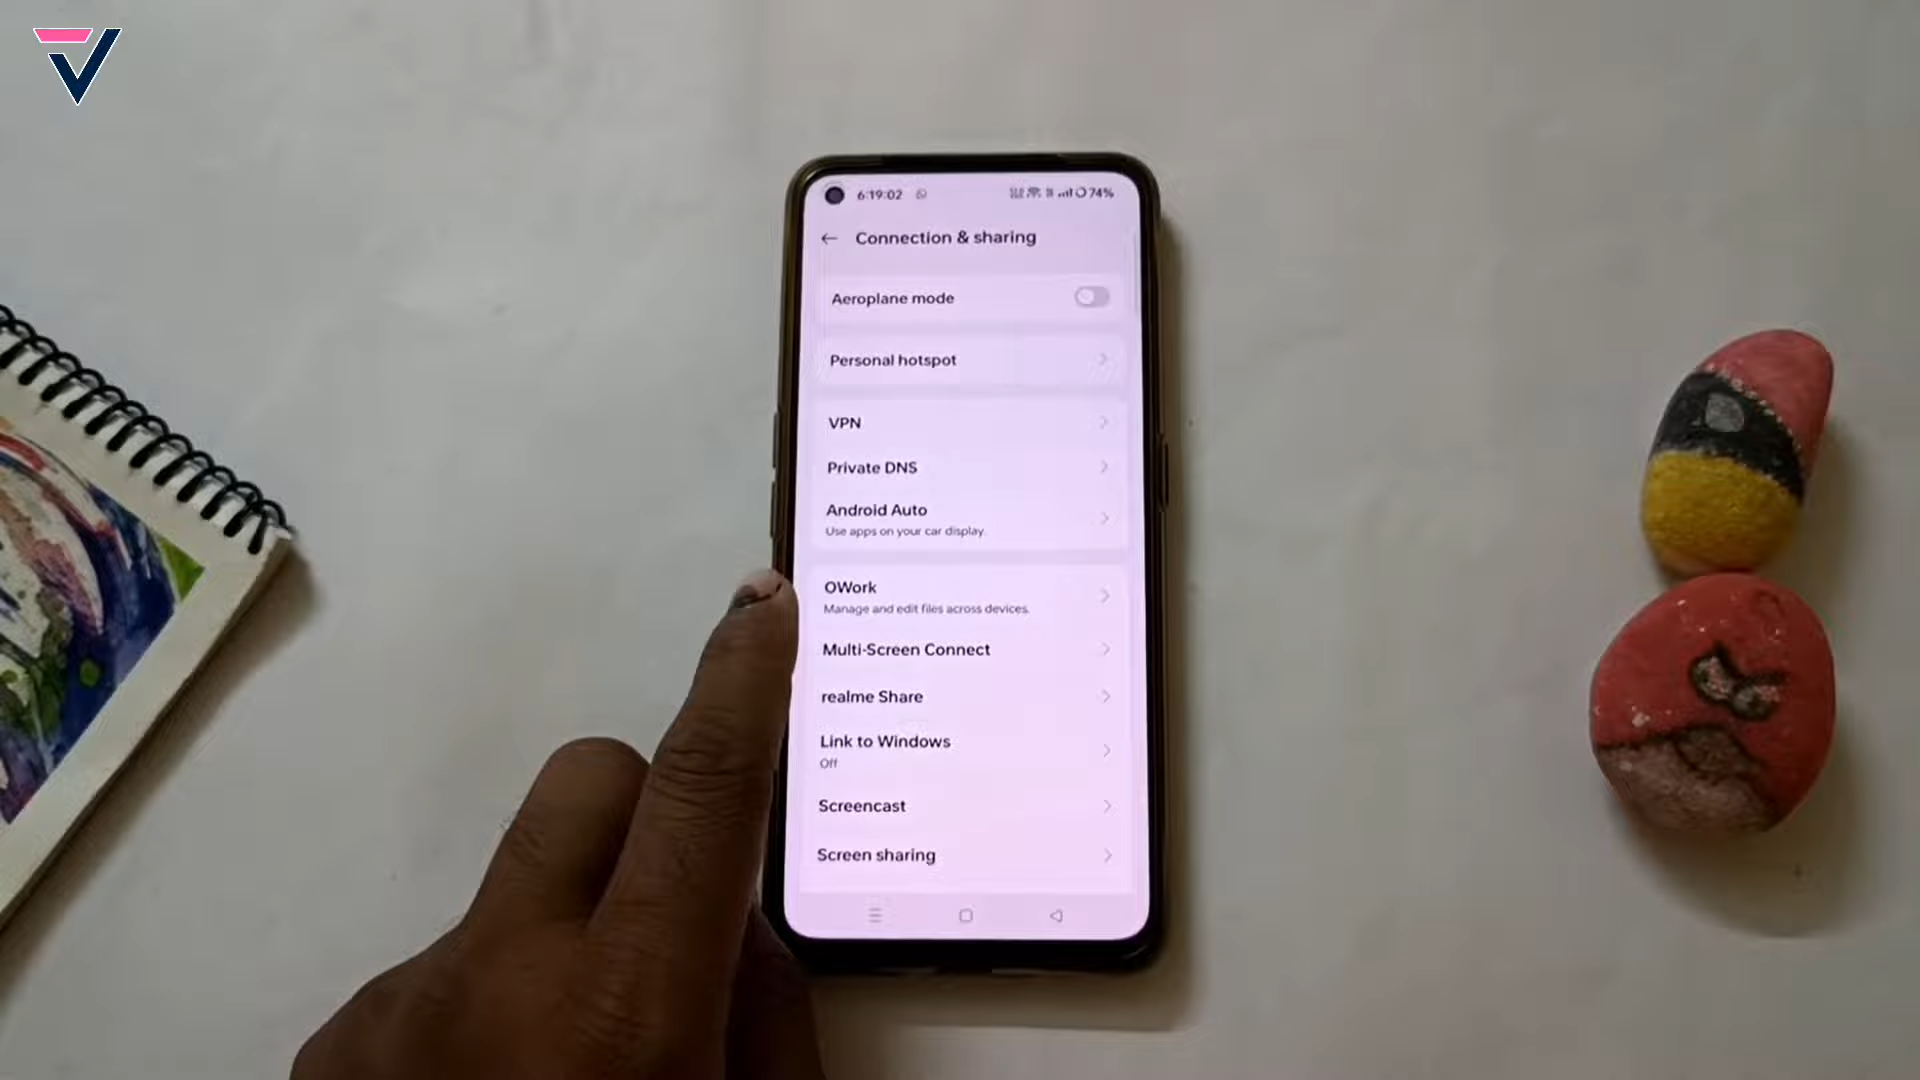 6:19:02 74%
Connection & sharing
Aeroplane mode
Personal hotspot
VPN
Private DNS
Android Auto
Use apps on your car display.
OWork
Manage and edit files across devices.
Multi-Screen Connect
realme Share
Link to Windows
Off
Screencast
Screen sharing